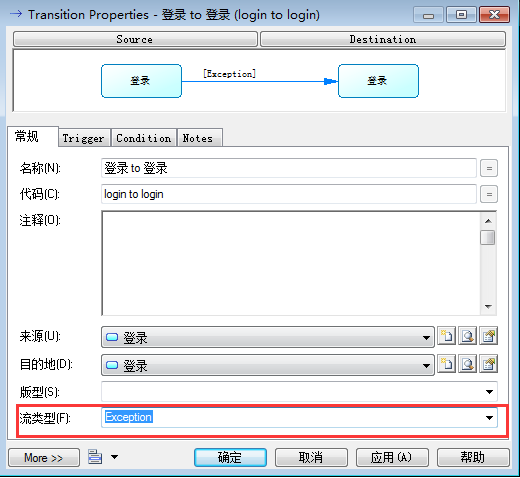 Transition Properties - 登录 to 登录 (login to login)
Source Destination
登录 [Exception] 登录
常规 Trigger Condition Notes
名称(N): 登录 to 登录 =
代码(C): login to login =
注释(O):
来源(U): 登录
目的地(D): 登录
版型(S):
流类型(F): Exception
More >> 确定 取消 应用(A) 帮助